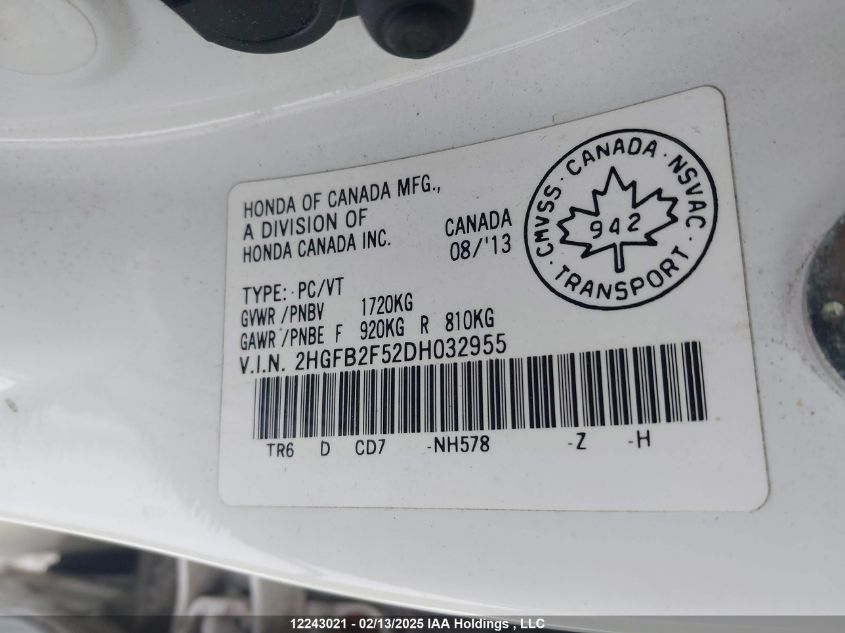 HONDA OF CANADA MFG.,
A DIVISION OF
HONDA CANADA INC.
CANADA
08/'13
CMVSS · CANADA · NSVAC · TRANSPORT ·
942
TYPE: PC/VT
GVWR/PNBV 1720KG
GAWR/PNBE F 920KG R 810KG
V.I.N. 2HGFB2F52DH032955
TR6 D CD7 -NH578 -Z -H
12243021 - 02/13/2025 IAA Holdings , LLC